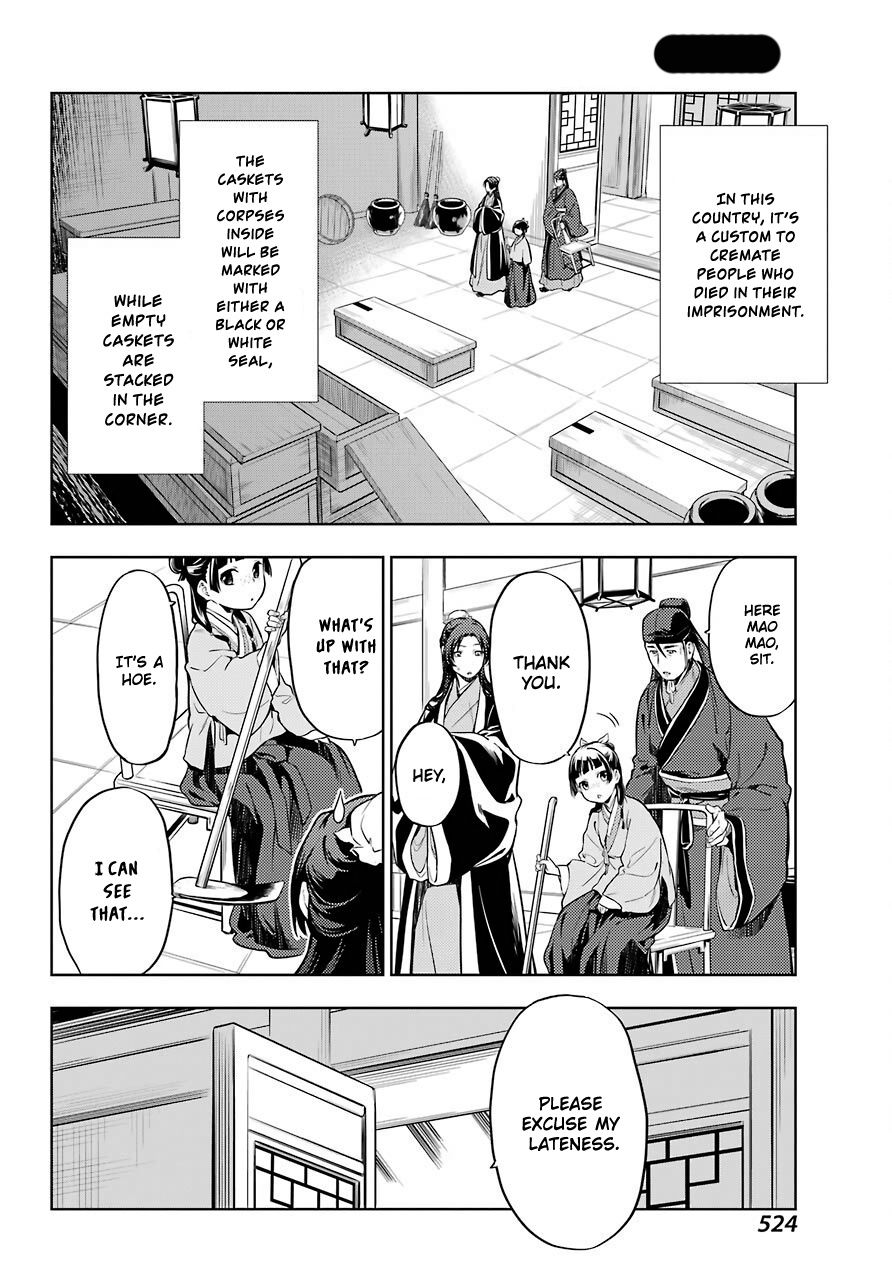 IN THIS
COUNTRY, IT'S
A CUSTOM TO
CREMATE
PEOPLE WHO
DIED IN THEIR
IMPRISONMENT.
THE
CASKETS
WITH
CORPSES
INSIDE
WILL BE
MARKED
WITH
EITHER A
BLACK OR
WHITE
SEAL,
WHILE
EMPTY
CASKETS
ARE
STACKED
IN THE
CORNER.
HERE
MAO
MAO,
SIT.
THANK
YOU.
HEY,
WHAT'S
UP WITH
THAT?
IT'S A
HOE.
I CAN
SEE
THAT...
PLEASE
EXCUSE MY
LATENESS.
524